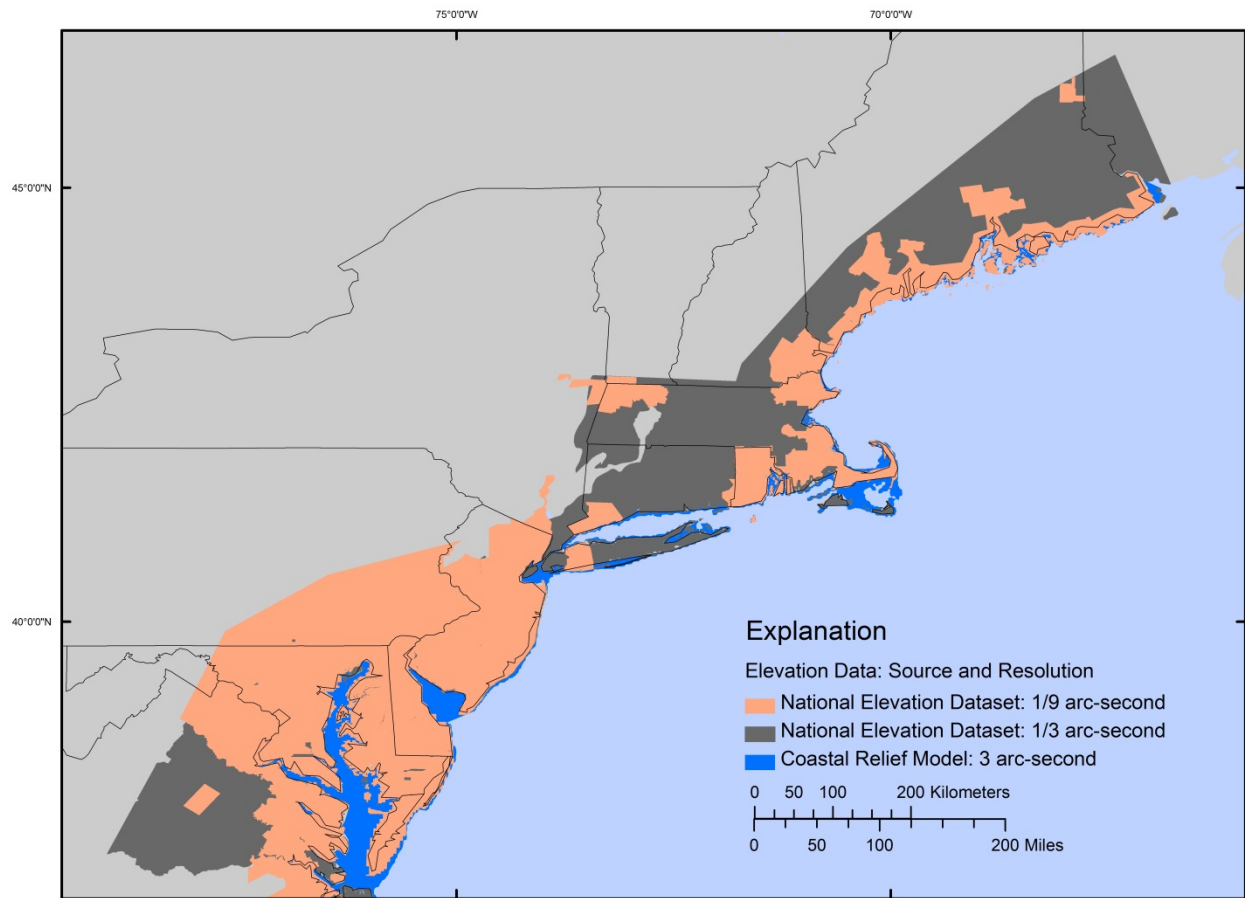 75°0'0"W
70°0'0"W
45°0'0"N
40°0'0"N
Explanation
Elevation Data: Source and Resolution
National Elevation Dataset: 1/9 arc-second
National Elevation Dataset: 1/3 arc-second
Coastal Relief Model: 3 arc-second
0 50 100 200 Kilometers
0 50 100 200 Miles